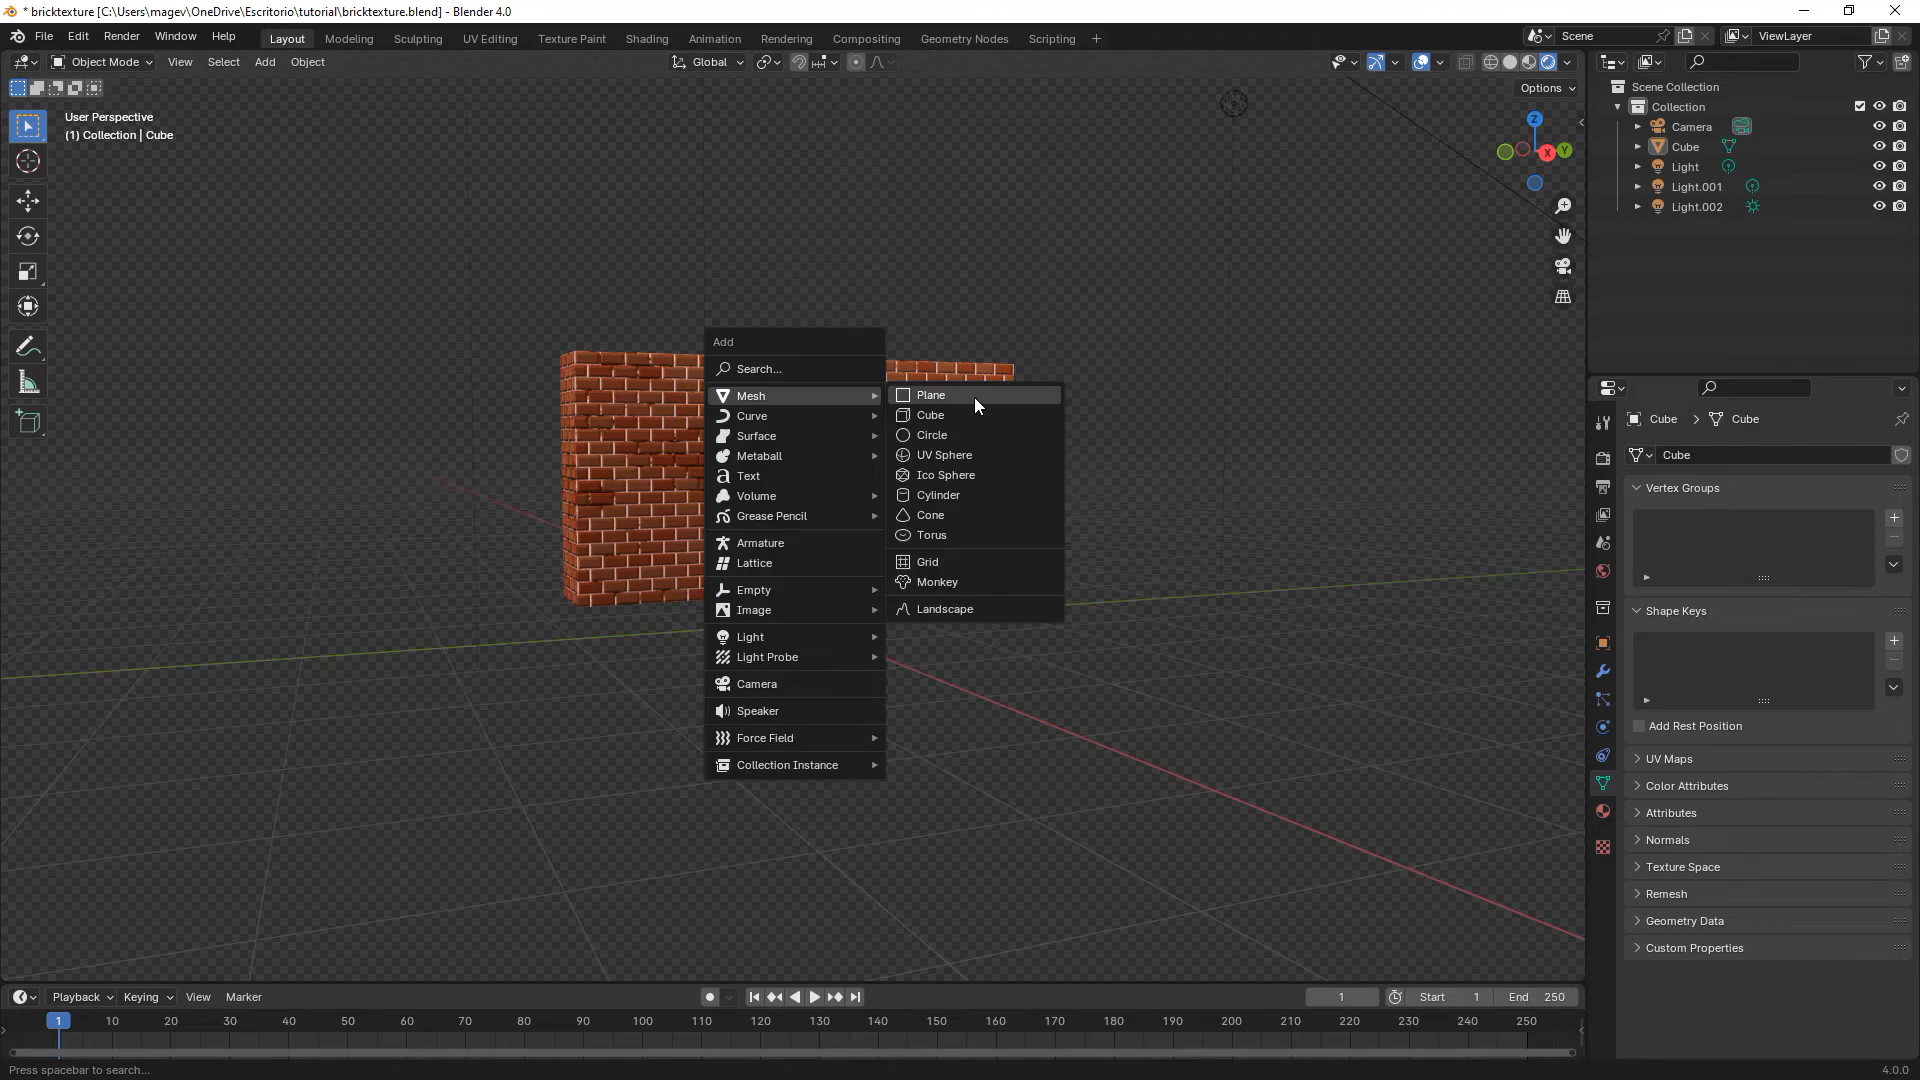 * bricktexture [C:\Users\magev\OneDrive\Escritorio\tutorial\bricktexture.blend] - Blender 4.0
File Edit Render Window Help
Layout Modeling Sculpting UV Editing Texture Paint Shading Animation Rendering Compositing Geometry Nodes Scripting +
Scene
ViewLayer
Object Mode View Select Add Object
Global
Options
User Perspective
(1) Collection | Cube
Z
X
Y
Add
Search...
Mesh
Curve
Surface
Metaball
Text
Volume
Grease Pencil
Armature
Lattice
Empty
Image
Light
Light Probe
Camera
Speaker
Force Field
Collection Instance
Plane
Cube
Circle
UV Sphere
Ico Sphere
Cylinder
Cone
Torus
Grid
Monkey
Landscape
Scene Collection
Collection
Camera
Cube
Light
Light.001
Light.002
Cube > Cube
Cube
Vertex Groups
Shape Keys
Add Rest Position
UV Maps
Color Attributes
Attributes
Normals
Texture Space
Remesh
Geometry Data
Custom Properties
Playback Keying View Marker
1
Start 1
End 250
1 10 20 30 40 50 60 70 80 90 100 110 120 130 140 150 160 170 180 190 200 210 220 230 240 250
Press spacebar to search...
4.0.0